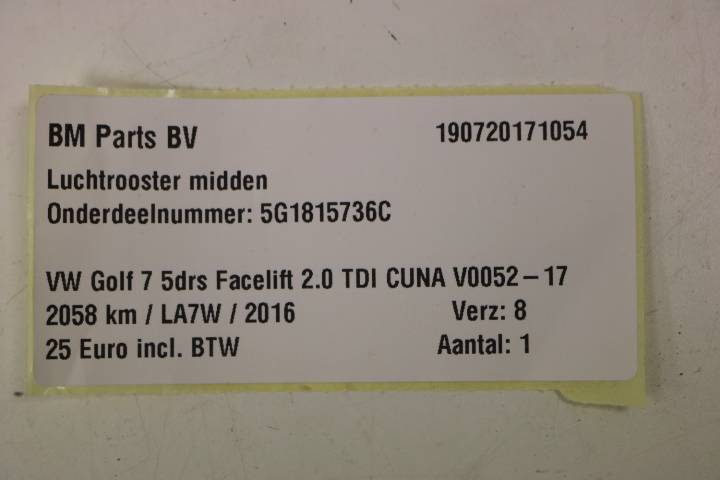 BM Parts BV 190720171054
Luchtrooster midden
Onderdeelnummer: 5G1815736C
VW Golf 7 5drs Facelift 2.0 TDI CUNA V0052-17
2058 km / LA7W / 2016 Verz: 8
25 Euro incl. BTW Aantal: 1